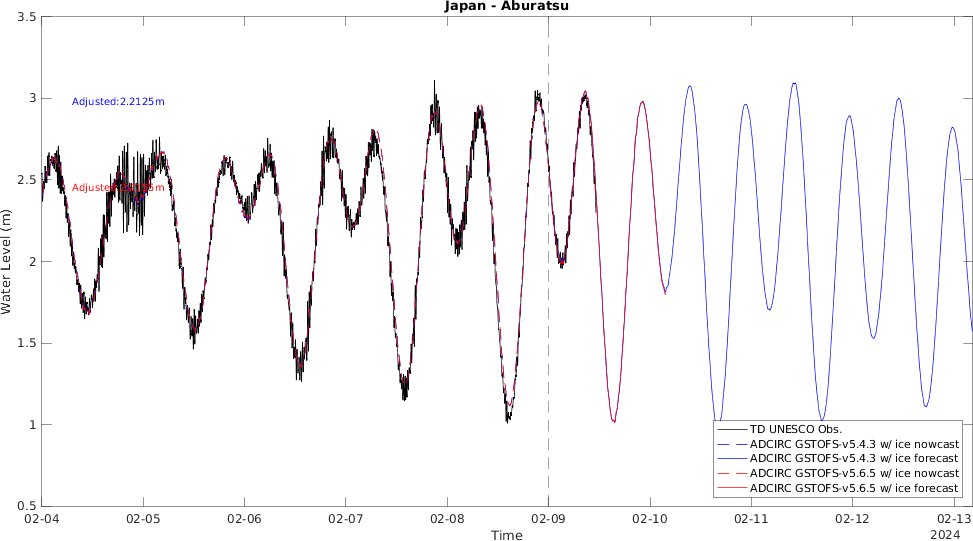 Japan - Aburatsu
3.5
3
2.5
2
1.5
1
0.5
Water Level (m)
Adjusted:2.2125m
Adjusted:
02-04
02-05
02-06
02-07
02-08
02-09
02-10
02-11
02-12
02-13
Time
2024
TD UNESCO Obs.
ADCIRC GSTOFS-v5.4.3 w/ ice nowcast
ADCIRC GSTOFS-v5.4.3 w/ ice forecast
ADCIRC GSTOFS-v5.6.5 w/ ice nowcast
ADCIRC GSTOFS-v5.6.5 w/ ice forecast